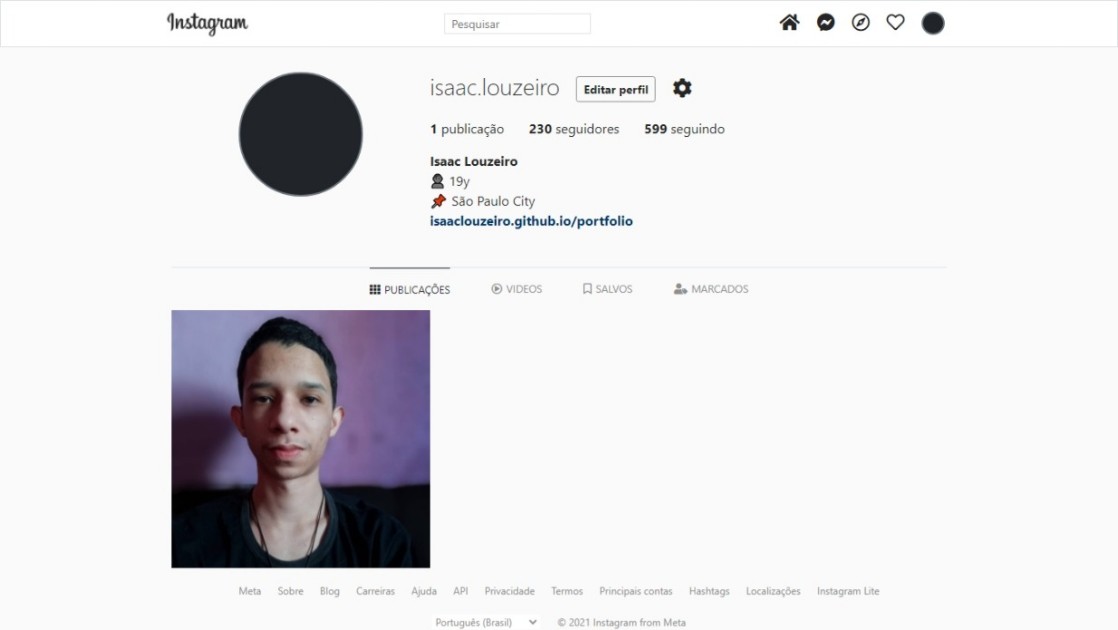 Instagram
Pesquisar
isaac.louzeiro Editar perfil
1 publicação 230 seguidores 599 seguindo
Isaac Louzeiro
19y
São Paulo City
isaaclouzeiro.github.io/portfolio
PUBLICAÇÕES VIDEOS SALVOS MARCADOS
Meta Sobre Blog Carreiras Ajuda API Privacidade Termos Principais contas Hashtags Localizações Instagram Lite
Português (Brasil) © 2021 Instagram from Meta